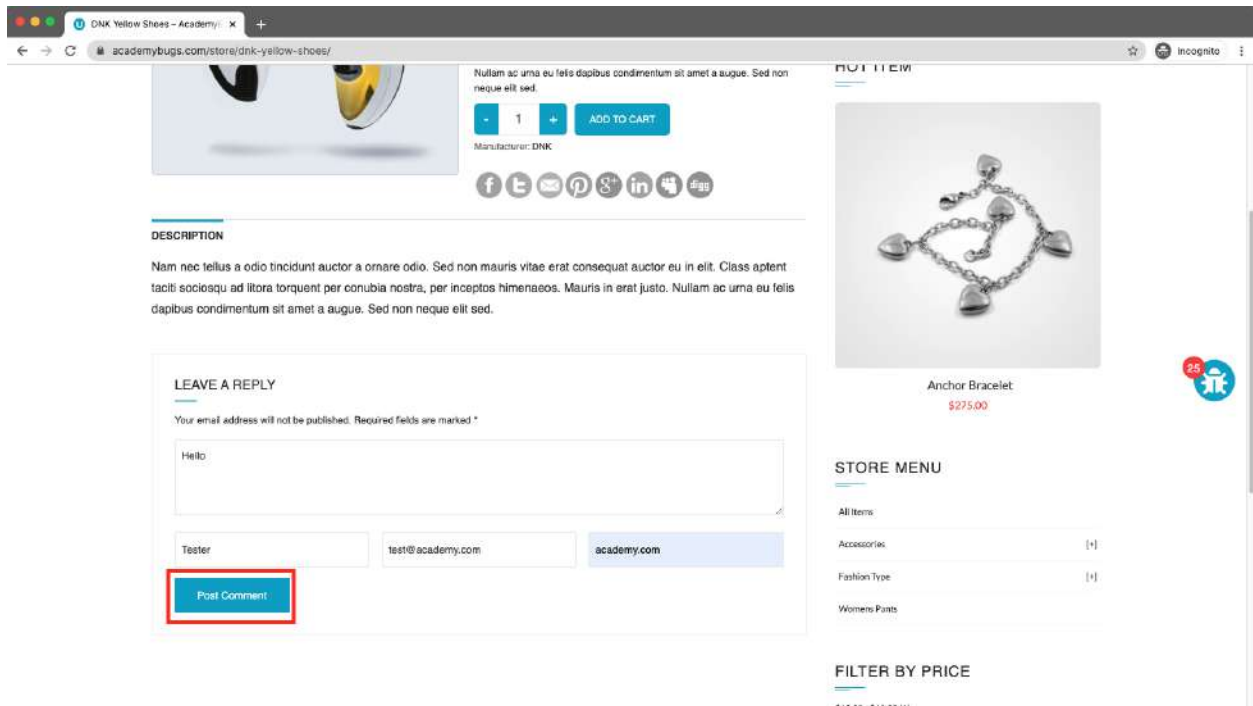 DNK Yellow Shoes – Academy
academybugs.com/store/dnk-yellow-shoes/
Incognito
Nullam ac urna eu felis dapibus condimentum sit amet a augue. Sed non
neque elit sed.
- 1 + ADD TO CART
Manufacturer: DNK
digg
DESCRIPTION
Nam nec tellus a odio tincidunt auctor a ornare odio. Sed non mauris vitae erat consequat auctor eu in elit. Class aptent
taciti sociosqu ad litora torquent per conubia nostra, per inceptos himenaeos. Mauris in erat justo. Nullam ac urna eu felis
dapibus condimentum sit amet a augue. Sed non neque elit sed.
LEAVE A REPLY
Your email address will not be published. Required fields are marked *
Hello
Tester
test@academy.com
academy.com
Post Comment
HOT ITEM
Anchor Bracelet
$275.00
25
STORE MENU
All Items
Accessories [+]
Fashion Type [+]
Womens Pants
FILTER BY PRICE